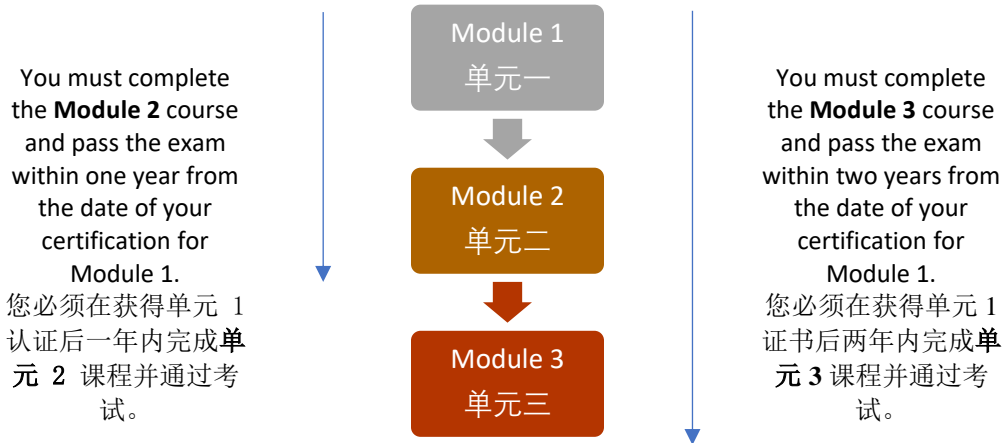 You must complete
the Module 2 course
and pass the exam
within one year from
the date of your
certification for
Module 1.
您必须在获得单元 1
认证后一年内完成单
元 2 课程并通过考
试。
Module 1
单元一
Module 2
单元二
Module 3
单元三
You must complete
the Module 3 course
and pass the exam
within two years from
the date of your
certification for
Module 1.
您必须在获得单元 1
证书后两年内完成单
元 3 课程并通过考
试。